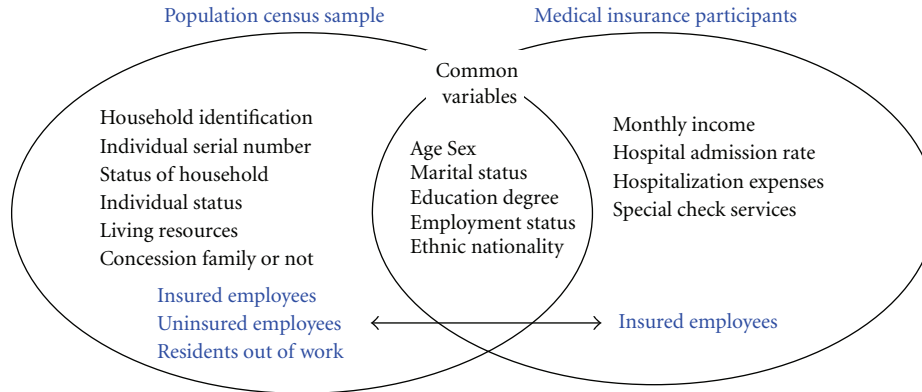 Population census sample
Medical insurance participants
Common
variables
Household identification
Individual serial number
Status of household
Individual status
Living resources
Concession family or not
Age Sex
Marital status
Education degree
Employment status
Ethnic nationality
Monthly income
Hospital admission rate
Hospitalization expenses
Special check services
Insured employees
Uninsured employees
Residents out of work
Insured employees